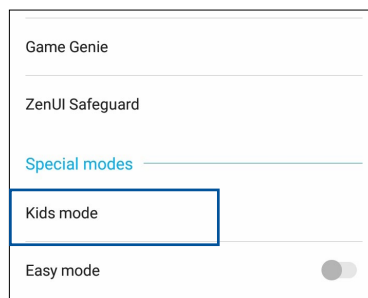 Game Genie
ZenUI Safeguard
Special modes
Kids mode
Easy mode